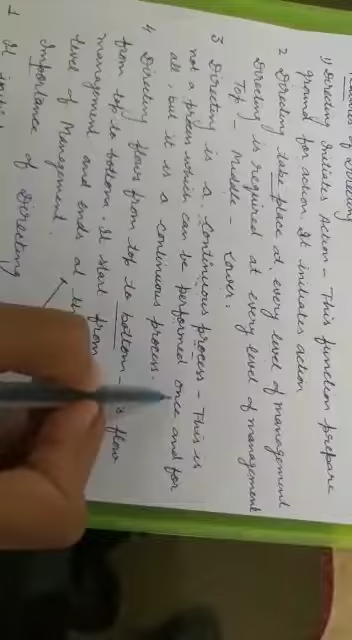 of Directing
1) Directing Initiates Action - This function prepare
ground for action. It initiates action
2 Directing take place at every level of management
Directing is required at every level of management
Top - Middle - Lower.
3 Directing is a Continuous process - This is
not a process which can be performed once and for
all, but it is a continuous process.
4 Directing flows from top to bottom - flow
from top to bottom. It start from
management and ends at
level of Management.
Importance of Directing
1 It